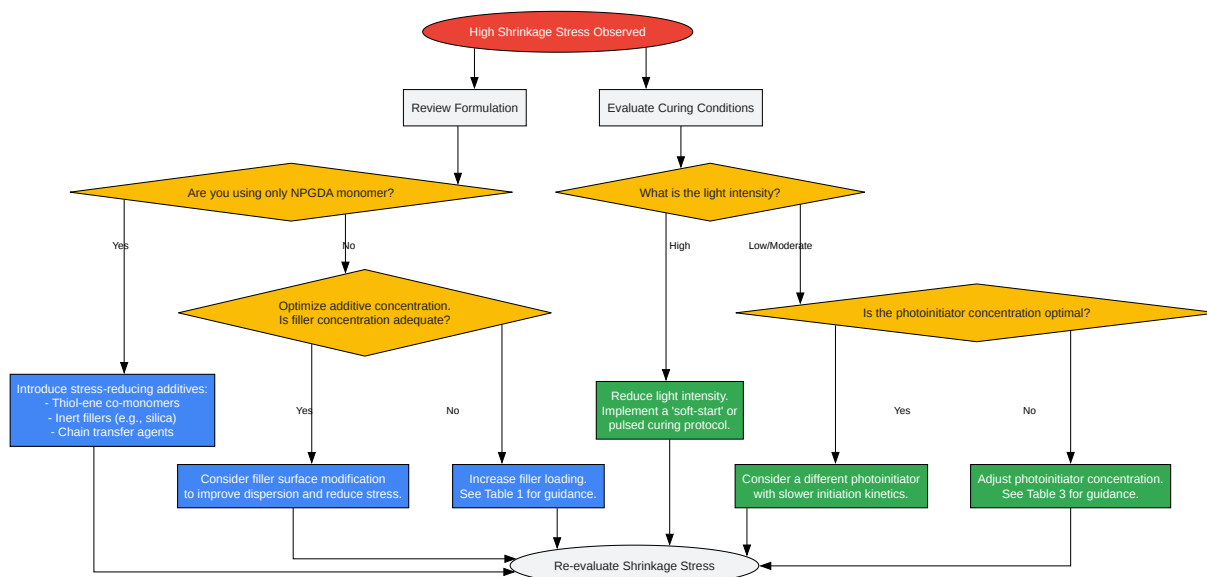 High Shrinkage Stress Observed
Review Formulation
Evaluate Curing Conditions
Are you using only NPGDA monomer?
What is the light intensity?
Yes
No
High
Low/Moderate
Optimize additive concentration.
Is filler concentration adequate?
Is the photoinitiator concentration optimal?
Introduce stress-reducing additives:
- Thiol-ene co-monomers
- Inert fillers (e.g., silica)
- Chain transfer agents
Yes
No
Reduce light intensity.
Implement a 'soft-start' or
pulsed curing protocol.
Yes
No
Consider filler surface modification
to improve dispersion and reduce stress.
Increase filler loading.
See Table 1 for guidance.
Consider a different photoinitiator
with slower initiation kinetics.
Adjust photoinitiator concentration.
See Table 3 for guidance.
Re-evaluate Shrinkage Stress